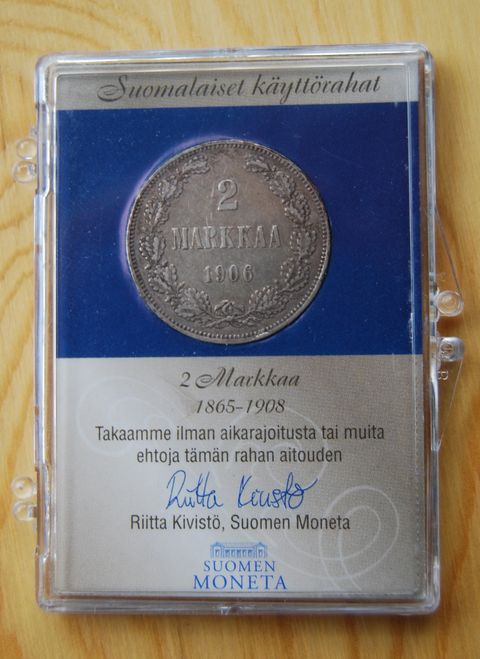 Suomalaiset käyttörahat
2
MARKKAA
1906
2 Markkaa
1865-1908
Takaamme ilman aikarajoitusta tai muita
ehtoja tämän rahan aitouden
Riitta Kivistö
Riitta Kivistö, Suomen Moneta
SUOMEN
MONETA